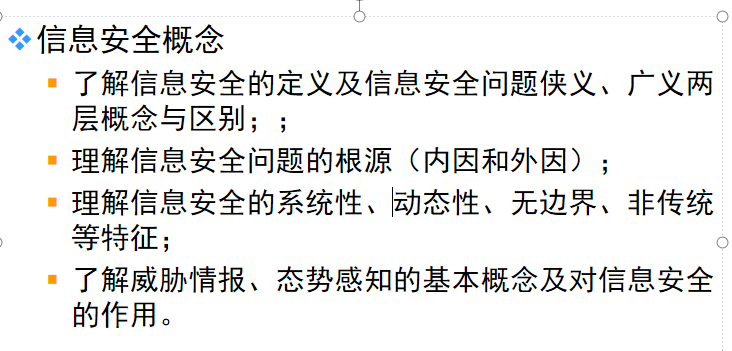 信息安全概念
了解信息安全的定义及信息安全问题侠义、广义两
层概念与区别；;
理解信息安全问题的根源（内因和外因）;
理解信息安全的系统性、动态性、无边界、非传统
等特征;
了解威胁情报、态势感知的基本概念及对信息安全
的作用。